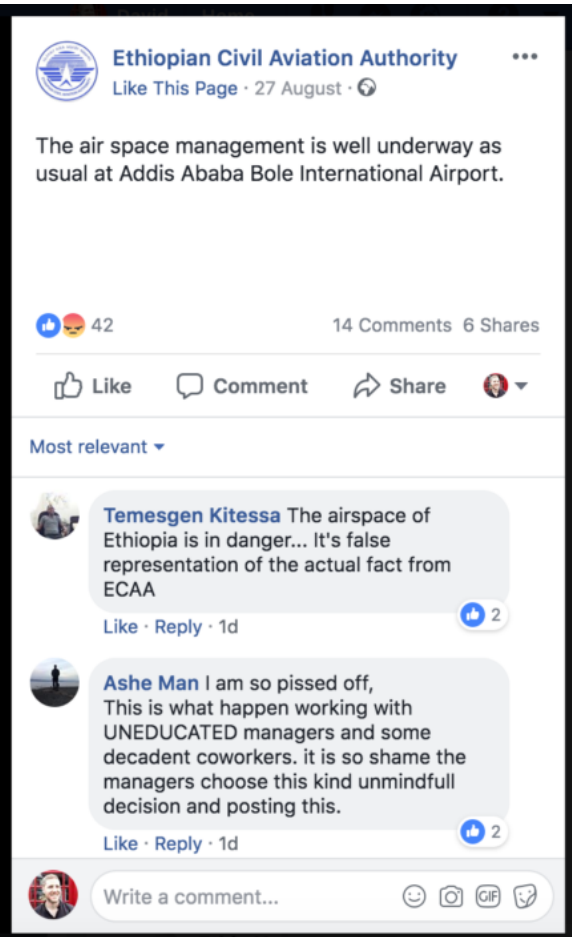 Ethiopian Civil Aviation Authority
Like This Page · 27 August ·
The air space management is well underway as
usual at Addis Ababa Bole International Airport.
42
14 Comments 6 Shares
Like Comment Share
Most relevant
Temesgen Kitessa The airspace of
Ethiopia is in danger... It's false
representation of the actual fact from
ECAA
2
Like · Reply · 1d
Ashe Man I am so pissed off,
This is what happen working with
UNEDUCATED managers and some
decadent coworkers. it is so shame the
managers choose this kind unmindfull
decision and posting this.
2
Like · Reply · 1d
Write a comment...
GIF